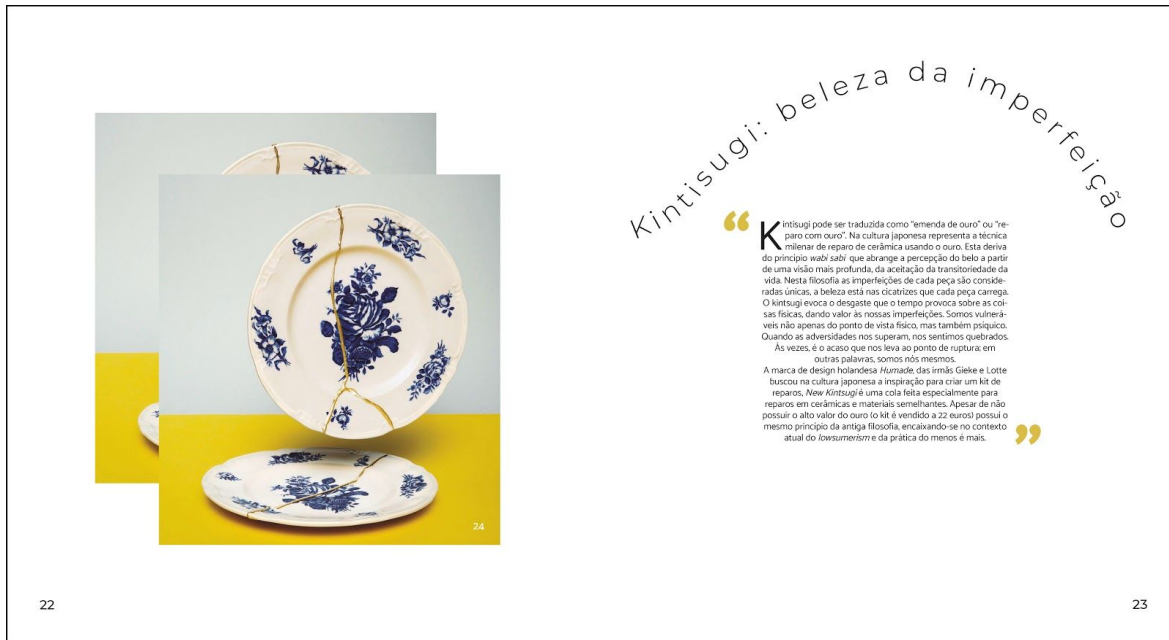 24
22
Kintisugi: beleza da imperfeição
“
Kintisugi pode ser traduzida como “emenda de ouro” ou “re-
paro com ouro”. Na cultura japonesa representa a técnica
milenar de reparo de cerâmica usando o ouro. Esta deriva
do principio wabi sabi que abrange a percepção do belo a partir
de uma visão mais profunda, da aceitação da transitoriedade da
vida. Nesta filosofia as imperfeições de cada peça são conside-
radas únicas, a beleza está nas cicatrizes que cada peça carrega.
O kintsugi evoca o desgaste que o tempo provoca sobre as coi-
sas físicas, dando valor às nossas imperfeições. Somos vulnerá-
veis não apenas do ponto de vista físico, mas também psíquico.
Quando as adversidades nos superam, nos sentimos quebrados.
Às vezes, é o acaso que nos leva ao ponto de ruptura; em
outras palavras, somos nós mesmos.
A marca de design holandesa Humade, das irmãs Gieke e Lotte
buscou na cultura japonesa a inspiração para criar um kit de
reparos, New Kintsugi é uma cola feita especialmente para
reparos em cerâmicas e materiais semelhantes. Apesar de não
possuir o alto valor do ouro (o kit é vendido a 22 euros) possui o
mesmo principio da antiga filosofia, encaixando-se no contexto
atual do lowsumerism e da prática do menos é mais.
”
23